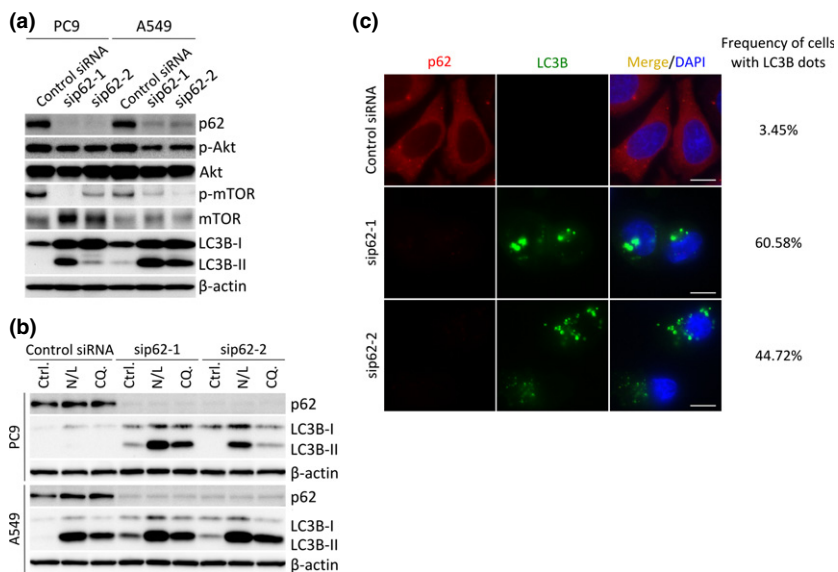 (a)
PC9 A549
Control siRNA sip62-1 sip62-2 Control siRNA sip62-1 sip62-2
p62
p-Akt
Akt
p-mTOR
mTOR
LC3B-I
LC3B-II
β-actin
(b)
Control siRNA sip62-1 sip62-2
Ctrl. N/L CQ. Ctrl. N/L CQ. Ctrl. N/L CQ.
PC9
p62
LC3B-I
LC3B-II
β-actin
A549
p62
LC3B-I
LC3B-II
β-actin
(c)
p62 LC3B Merge/DAPI
Frequency of cells
with LC3B dots
Control siRNA
3.45%
sip62-1
60.58%
sip62-2
44.72%